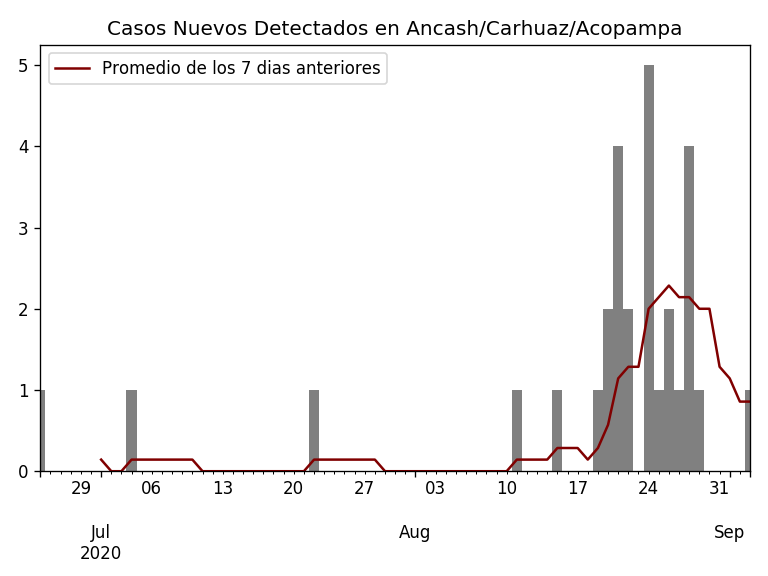 Casos Nuevos Detectados en Ancash/Carhuaz/Acopampa
Promedio de los 7 dias anteriores
5
4
3
2
1
0
29 06 13 20 27 03 10 17 24 31
Jul Aug Sep
2020